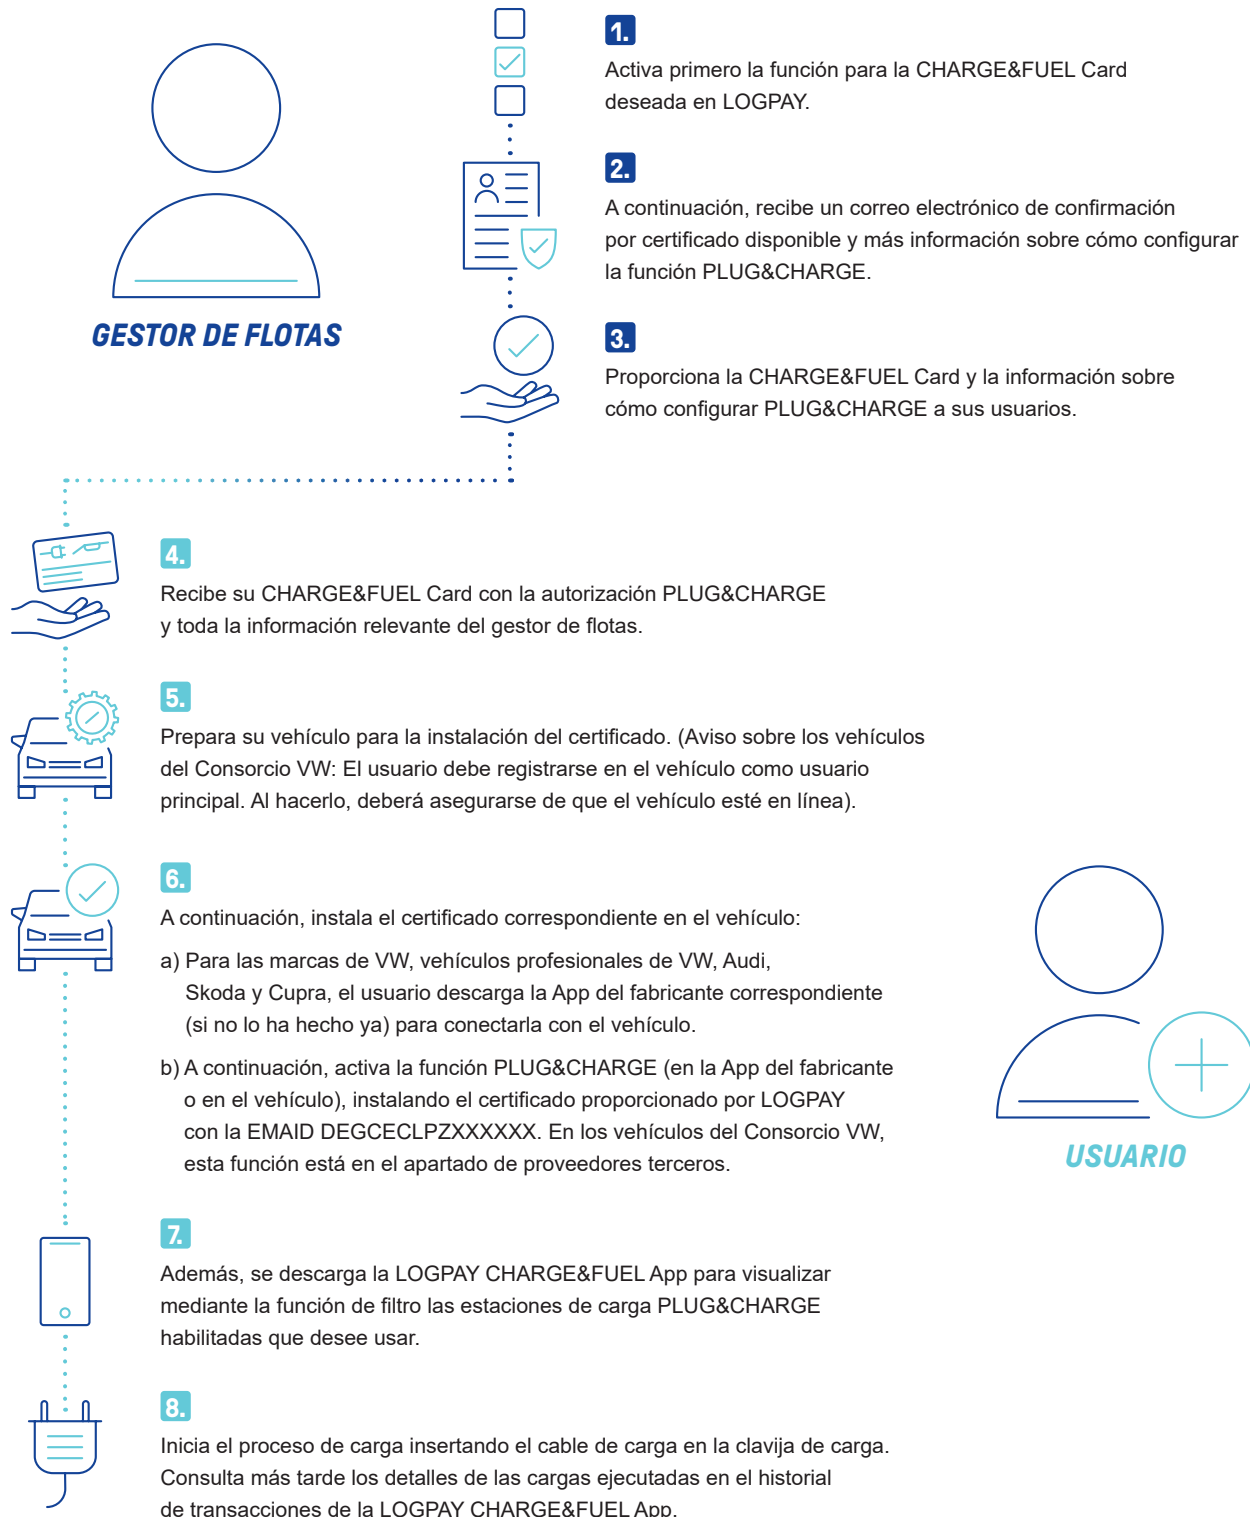 1.
Activa primero la función para la CHARGE&FUEL Card
deseada en LOGPAY.
2.
A continuación, recibe un correo electrónico de confirmación
por certificado disponible y más información sobre cómo configurar
la función PLUG&CHARGE.
GESTOR DE FLOTAS
3.
Proporciona la CHARGE&FUEL Card y la información sobre
cómo configurar PLUG&CHARGE a sus usuarios.
4.
Recibe su CHARGE&FUEL Card con la autorización PLUG&CHARGE
y toda la información relevante del gestor de flotas.
5.
Prepara su vehículo para la instalación del certificado. (Aviso sobre los vehículos
del Consorcio VW: El usuario debe registrarse en el vehículo como usuario
principal. Al hacerlo, deberá asegurarse de que el vehículo esté en línea).
6.
A continuación, instala el certificado correspondiente en el vehículo:
a) Para las marcas de VW, vehículos profesionales de VW, Audi,
Skoda y Cupra, el usuario descarga la App del fabricante correspondiente
(si no lo ha hecho ya) para conectarla con el vehículo.
b) A continuación, activa la función PLUG&CHARGE (en la App del fabricante
o en el vehículo), instalando el certificado proporcionado por LOGPAY
con la EMAID DEGCECLPZXXXXXX. En los vehículos del Consorcio VW,
esta función está en el apartado de proveedores terceros.
USUARIO
7.
Además, se descarga la LOGPAY CHARGE&FUEL App para visualizar
mediante la función de filtro las estaciones de carga PLUG&CHARGE
habilitadas que desee usar.
8.
Inicia el proceso de carga insertando el cable de carga en la clavija de carga.
Consulta más tarde los detalles de las cargas ejecutadas en el historial
de transacciones de la LOGPAY CHARGE&FUEL App.